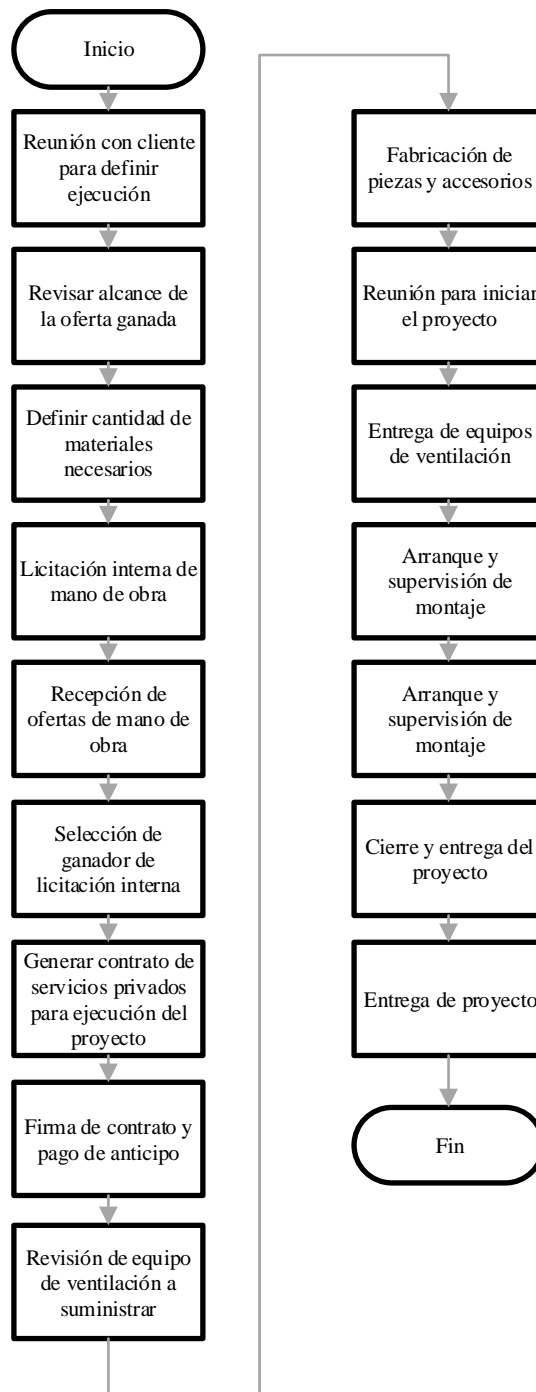 Inicio
Reunión con cliente
para definir
ejecución
Revisar alcance de
la oferta ganada
Definir cantidad de
materiales
necesarios
Licitación interna de
mano de obra
Recepción de
ofertas de mano de
obra
Selección de
ganador de
licitación interna
Generar contrato de
servicios privados
para ejecución del
proyecto
Firma de contrato y
pago de anticipo
Revisión de equipo
de ventilación a
suministrar
Fabricación de
piezas y accesorios
Reunión para iniciar
el proyecto
Entrega de equipos
de ventilación
Arranque y
supervisión de
montaje
Arranque y
supervisión de
montaje
Cierre y entrega del
proyecto
Entrega de proyecto
Fin